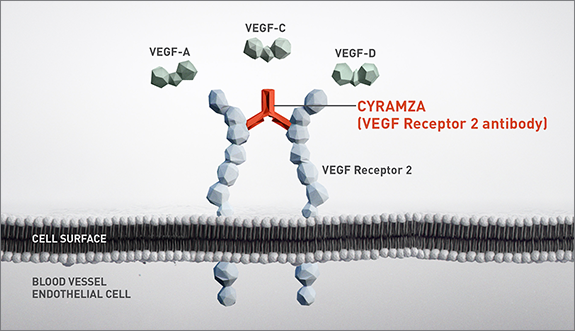 VEGF-C
VEGF-A
VEGF-D
CYRAMZA
(VEGF Receptor 2 antibody)
VEGF Receptor 2
CELL SURFACE
BLOOD VESSEL
ENDOTHELIAL CELL